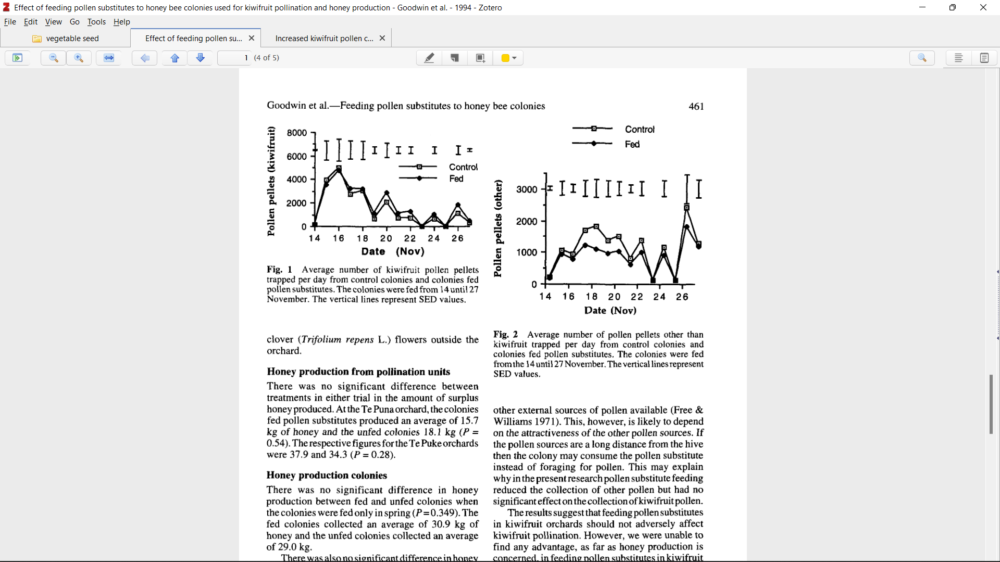 Effect of feeding pollen substitutes to honey bee colonies used for kiwifruit pollination and honey production - Goodwin et al. - 1994 - Zotero
File Edit View Go Tools Help
vegetable seed
Effect of feeding pollen su...
Increased kiwifruit pollen c...
1 (4 of 5)
Goodwin et al.—Feeding pollen substitutes to honey bee colonies 461
Pollen pellets (kiwifruit)
8000
6000
4000
2000
0
Control
Fed
14 16 18 20 22 24 26
Date (Nov)
Fig. 1 Average number of kiwifruit pollen pellets
trapped per day from control colonies and colonies fed
pollen substitutes. The colonies were fed from 14 until 27
November. The vertical lines represent SED values.
clover (Trifolium repens L.) flowers outside the
orchard.
Honey production from pollination units
There was no significant difference between
treatments in either trial in the amount of surplus
honey produced. At the Te Puna orchard, the colonies
fed pollen substitutes produced an average of 15.7
kg of honey and the unfed colonies 18.1 kg (P =
0.54). The respective figures for the Te Puke orchards
were 37.9 and 34.3 (P = 0.28).
Honey production colonies
There was no significant difference in honey
production between fed and unfed colonies when
the colonies were fed only in spring (P=0.349). The
fed colonies collected an average of 30.9 kg of
honey and the unfed colonies collected an average
of 29.0 kg.
There was also no significant difference in honey
Control
Fed
Pollen pellets (other)
3000
2000
1000
0
14 16 18 20 22 24 26
Date (Nov)
Fig. 2 Average number of pollen pellets other than
kiwifruit trapped per day from control colonies and
colonies fed pollen substitutes. The colonies were fed
from the 14 until 27 November. The vertical lines represent
SED values.
other external sources of pollen available (Free &
Williams 1971). This, however, is likely to depend
on the attractiveness of the other pollen sources. If
the pollen sources are a long distance from the hive
then the colony may consume the pollen substitute
instead of foraging for pollen. This may explain
why in the present research pollen substitute feeding
reduced the collection of other pollen but had no
significant effect on the collection of kiwifruit pollen.
The results suggest that feeding pollen substitutes
in kiwifruit orchards should not adversely affect
kiwifruit pollination. However, we were unable to
find any advantage, as far as honey production is
concerned, in feeding pollen substitutes in kiwifruit